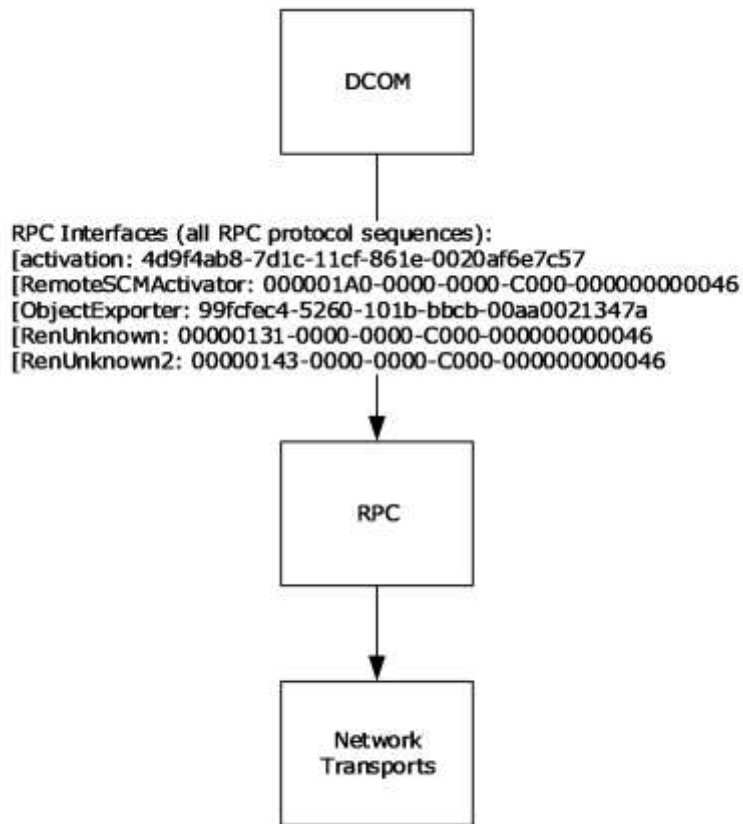 DCOM
RPC Interfaces (all RPC protocol sequences):
[activation: 4d9f4ab8-7d1c-11cf-861e-0020af6e7c57
[RemoteSCMActivator: 000001A0-0000-0000-C000-000000000046
[ObjectExporter: 99fcfec4-5260-101b-bbcb-00aa0021347a
[RenUnknown: 00000131-0000-0000-C000-000000000046
[RenUnknown2: 00000143-0000-0000-C000-000000000046
RPC
Network
Transports